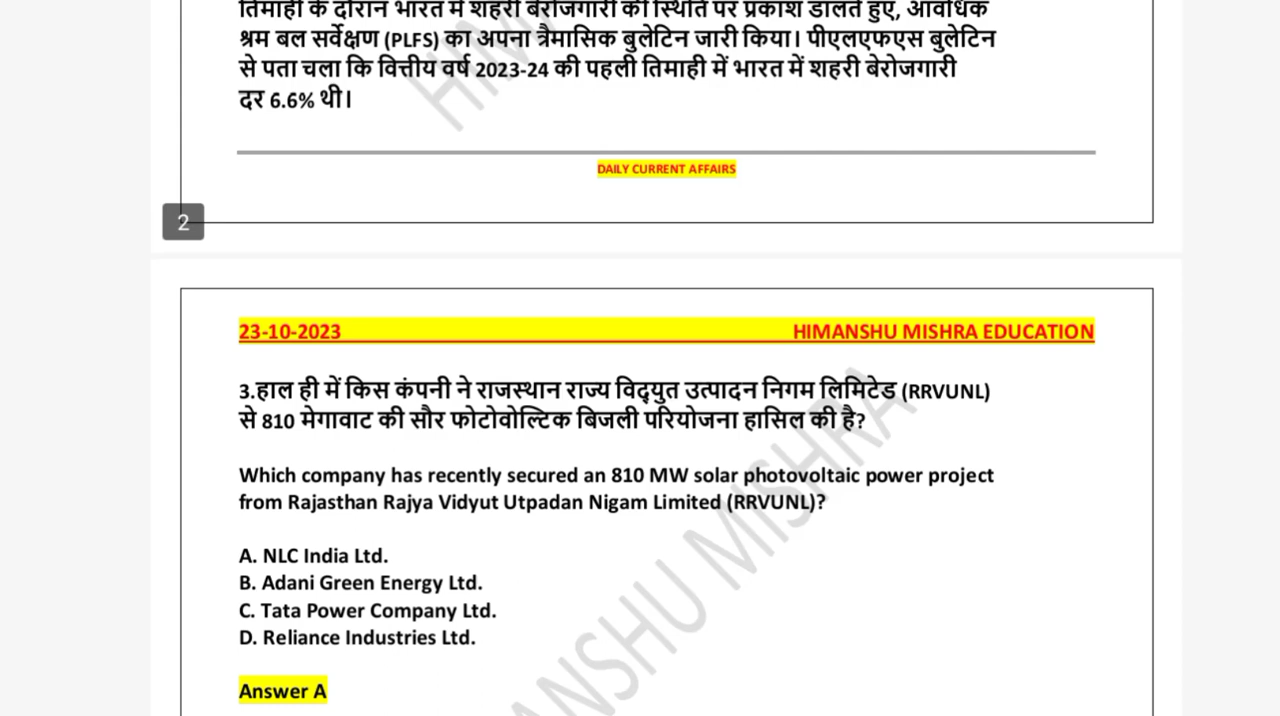 तिमाही के दौरान भारत में शहरी बेरोजगारी की स्थिति पर प्रकाश डालते हुए, आवधिक
श्रम बल सर्वेक्षण (PLFS) का अपना त्रैमासिक बुलेटिन जारी किया। पीएलएफएस बुलेटिन
से पता चला कि वित्तीय वर्ष 2023-24 की पहली तिमाही में भारत में शहरी बेरोजगारी
दर 6.6% थी।
DAILY CURRENT AFFAIRS
2
23-10-2023 HIMANSHU MISHRA EDUCATION
3.हाल ही में किस कंपनी ने राजस्थान राज्य विद्युत उत्पादन निगम लिमिटेड (RRVUNL)
से 810 मेगावाट की सौर फोटोवोल्टिक बिजली परियोजना हासिल की है?
Which company has recently secured an 810 MW solar photovoltaic power project
from Rajasthan Rajya Vidyut Utpadan Nigam Limited (RRVUNL)?
A. NLC India Ltd.
B. Adani Green Energy Ltd.
C. Tata Power Company Ltd.
D. Reliance Industries Ltd.
Answer A